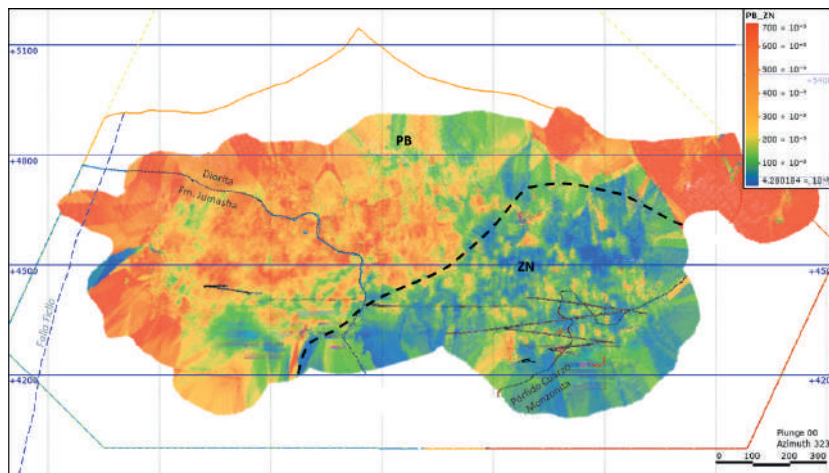 PB_ZN
700 × 10⁻³
600 × 10⁻³
500 × 10⁻³
400 × 10⁻³
300 × 10⁻³
200 × 10⁻³
100 × 10⁻³
+5100
PB
+4800
Diorita
Fm. Jumasha
+4500
ZN
Falla Ticlio
+4200
Pórfido Cuarzo
Monzonita
Plunge 00
Azimuth 323
0 100 200 300